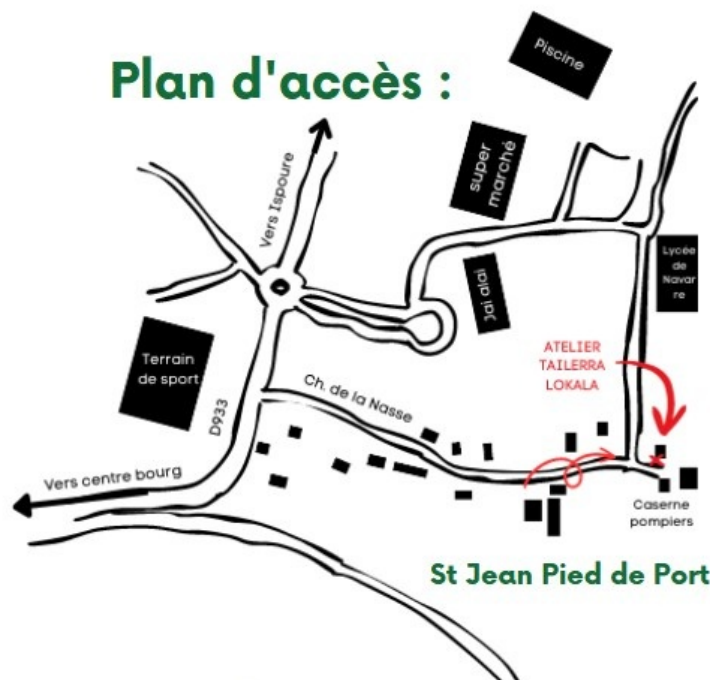 Plan d'accès :
Piscine
super
marché
Vers Ispoure
Jai alai
Lycée
de
Navar
re
Terrain
de sport
ATELIER
TAILERRA
LOKALA
Ch. de la Nasse
D933
Vers centre bourg
Caserne
pompiers
St Jean Pied de Port